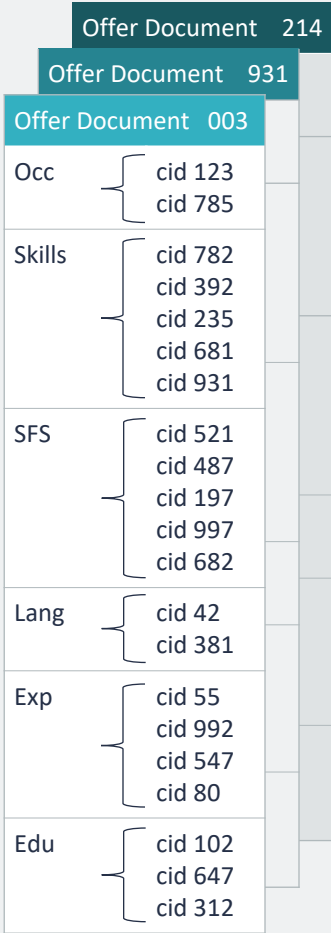 Offer Document 214
Offer Document 931
Offer Document 003
Occ
cid 123
cid 785
Skills
cid 782
cid 392
cid 235
cid 681
cid 931
SFS
cid 521
cid 487
cid 197
cid 997
cid 682
Lang
cid 42
cid 381
Exp
cid 55
cid 992
cid 547
cid 80
Edu
cid 102
cid 647
cid 312